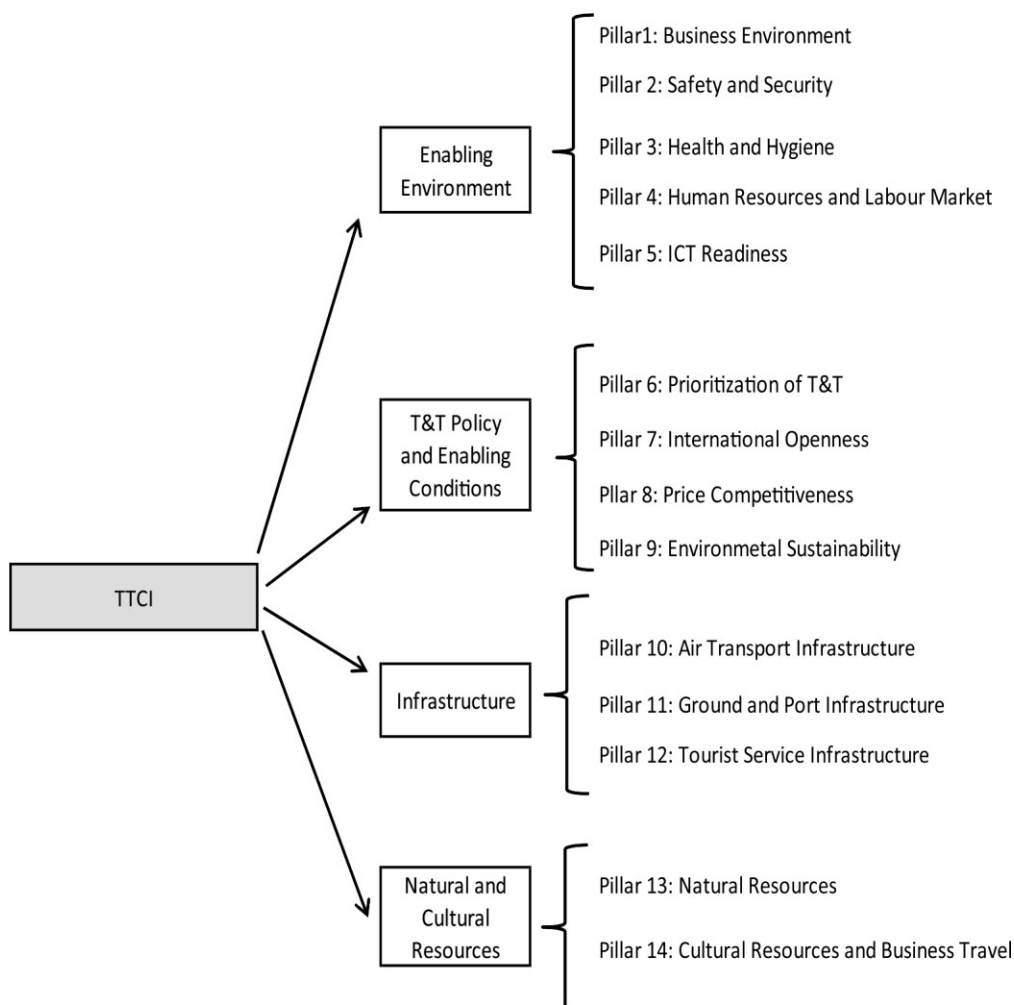 Pillar1: Business Environment
Pillar 2: Safety and Security
Enabling
Environment
Pillar 3: Health and Hygiene
Pillar 4: Human Resources and Labour Market
Pillar 5: ICT Readiness
T&T Policy
and Enabling
Conditions
Pillar 6: Prioritization of T&T
Pillar 7: International Openness
Pllar 8: Price Competitiveness
Pillar 9: Environmetal Sustainability
TTCI
Infrastructure
Pillar 10: Air Transport Infrastructure
Pillar 11: Ground and Port Infrastructure
Pillar 12: Tourist Service Infrastructure
Natural and
Cultural
Resources
Pillar 13: Natural Resources
Pillar 14: Cultural Resources and Business Travel